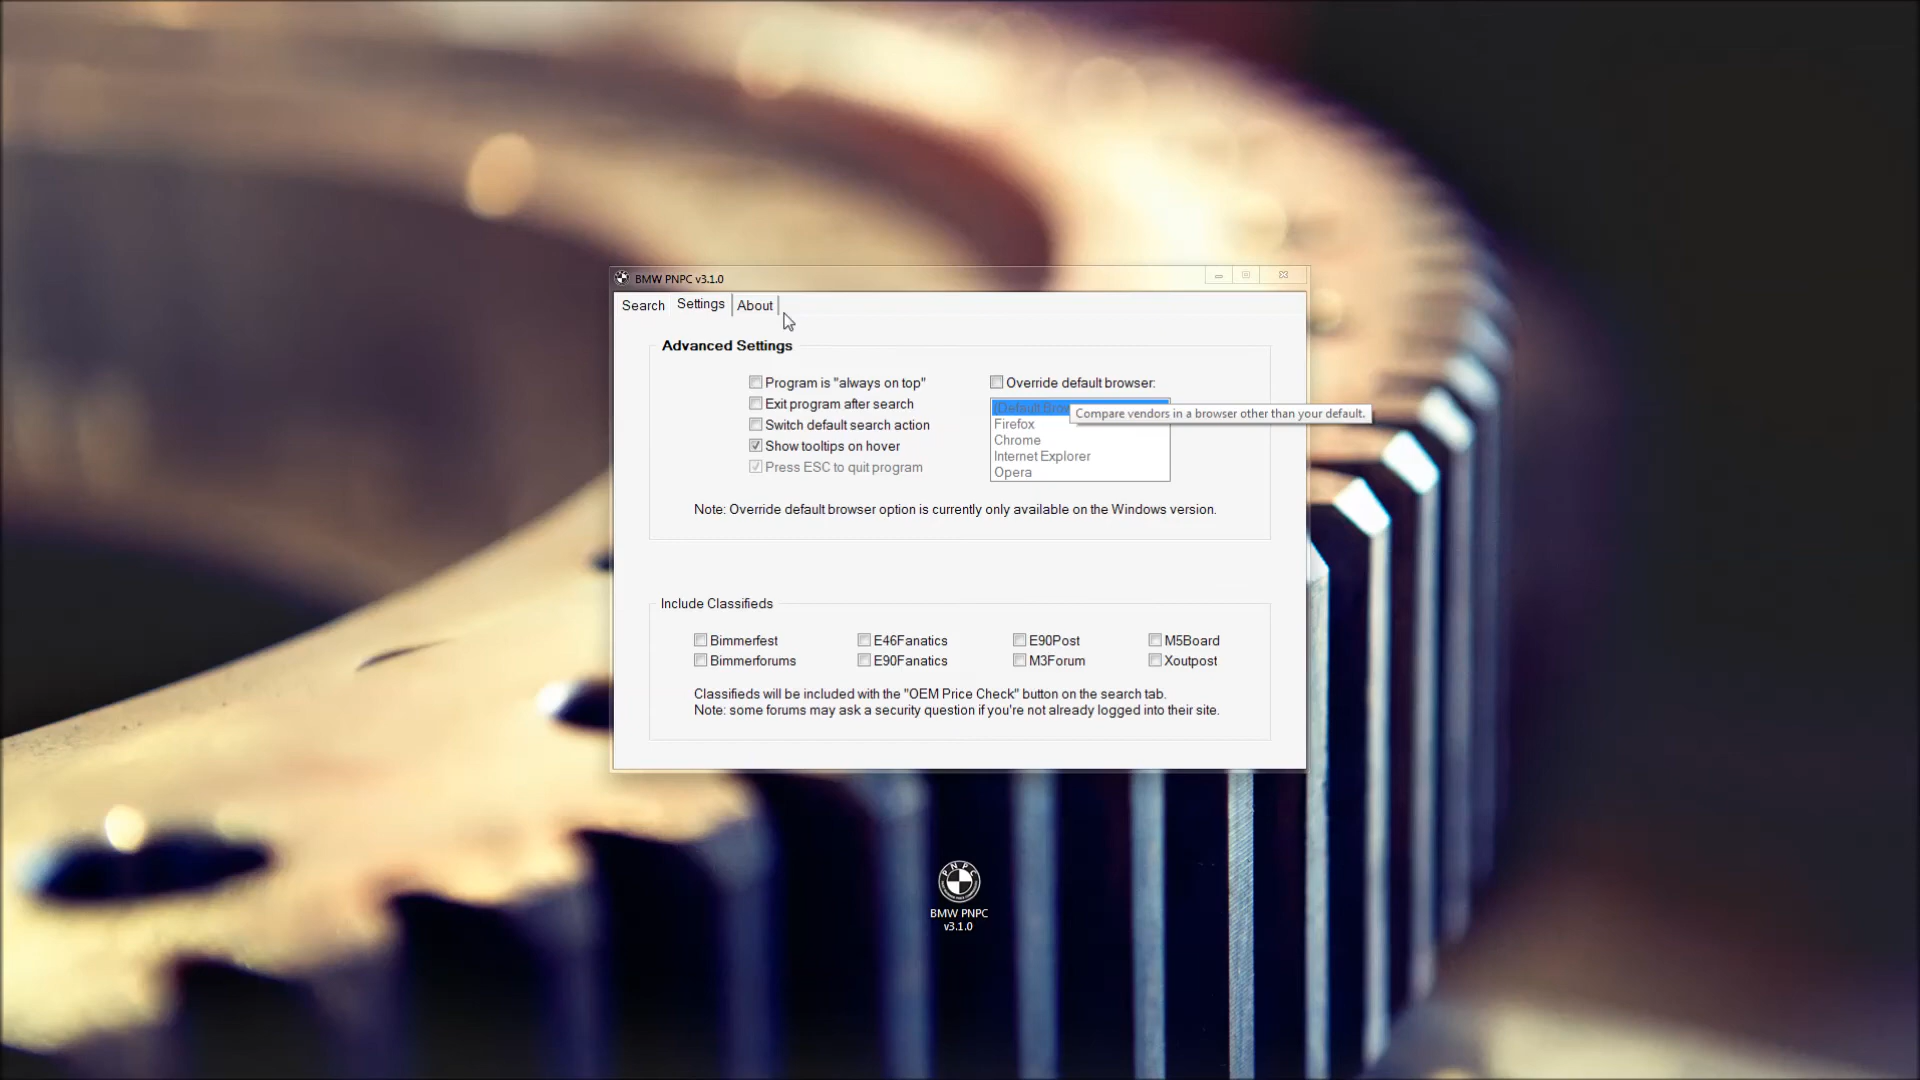 BMW PNPC v3.1.0
Search Settings About
Advanced Settings
Program is "always on top"
Override default browser:
Exit program after search
Compare vendors in a browser other than your default.
Switch default search action
Firefox
Show tooltips on hover
Chrome
Internet Explorer
Press ESC to quit program
Opera
Note: Override default browser option is currently only available on the Windows version.
Include Classifieds
Bimmerfest E46Fanatics E90Post M5Board
Bimmerforums E90Fanatics M3Forum Xoutpost
Classifieds will be included with the "OEM Price Check" button on the search tab.
Note: some forums may ask a security question if you're not already logged into their site.
PNPC
BMW PNPC
v3.1.0